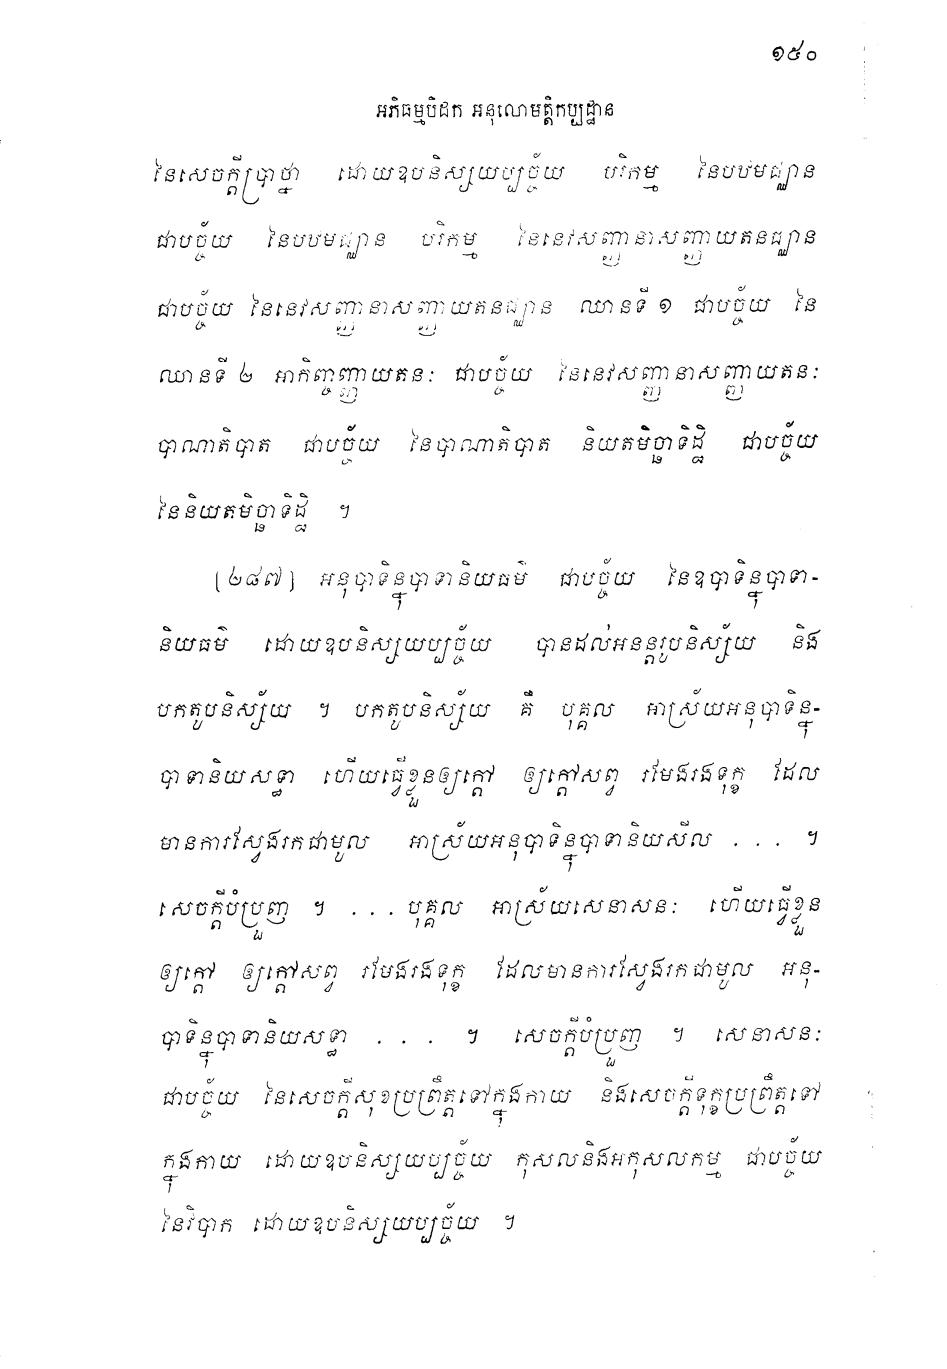 ១៥០
អភិធម្មបិដក អនុលោមត្តិកប្បដ្ឋាន
នៃសេចក្តីប្រាថ្នា ដោយឧបនិស្សយប្បច្ច័យ បរិកម្ម នៃបឋមជ្ឈាន
ជាបច្ច័យ នៃបឋមជ្ឈាន បរិកម្ម នៃនេវសញ្ញានាសញ្ញាយតនជ្ឈាន
ជាបច្ច័យ នៃនេវសញ្ញានាសញ្ញាយតនជ្ឈាន ឈានទី ១ ជាបច្ច័យ នៃ
ឈានទី ២ អាកិញ្ចញ្ញាយតនៈ ជាបច្ច័យ នៃនេវសញ្ញានាសញ្ញាយតនៈ
បាណាតិបាត ជាបច្ច័យ នៃបាណាតិបាត និយតមិច្ឆាទិដ្ឋិ ជាបច្ច័យ
នៃនិយតមិច្ឆាទិដ្ឋិ ។
(២៨៧) អនុបាទិន្នុបាទានិយធម៌ ជាបច្ច័យ នៃឧបាទិន្នុបាទា-
និយធម៌ ដោយឧបនិស្សយប្បច្ច័យ បានដល់អនន្តរូបនិស្ស័យ និង
បកតូបនិស្ស័យ ។ បកតូបនិស្ស័យ គឺ បុគ្គល អាស្រ័យអនុបាទិន្នុ-
បាទានិយសទ្ធា ហើយធ្វើខ្លួនឲ្យក្តៅ ឲ្យក្តៅសព្វ រមែងរងទុក្ខ ដែល
មានការស្វែងរកជាមូល អាស្រ័យអនុបាទិន្នុបាទានិយសីល . . . ។
សេចក្តីបំប្រួញ ។ . . . បុគ្គល អាស្រ័យសេនាសនៈ ហើយធ្វើខ្លួន
ឲ្យក្តៅ ឲ្យក្តៅសព្វ រមែងរងទុក្ខ ដែលមានការស្វែងរកជាមូល អនុ-
បាទិន្នុបាទានិយសទ្ធា . . . ។ សេចក្តីបំប្រួញ ។ សេនាសនៈ
ជាបច្ច័យ នៃសេចក្តីសុខប្រព្រឹត្តទៅក្នុងកាយ និងសេចក្តីទុក្ខប្រព្រឹត្តទៅ
ក្នុងកាយ ដោយឧបនិស្សយប្បច្ច័យ កុសលនិងអកុសលកម្ម ជាបច្ច័យ
នៃវិបាក ដោយឧបនិស្សយប្បច្ច័យ ។